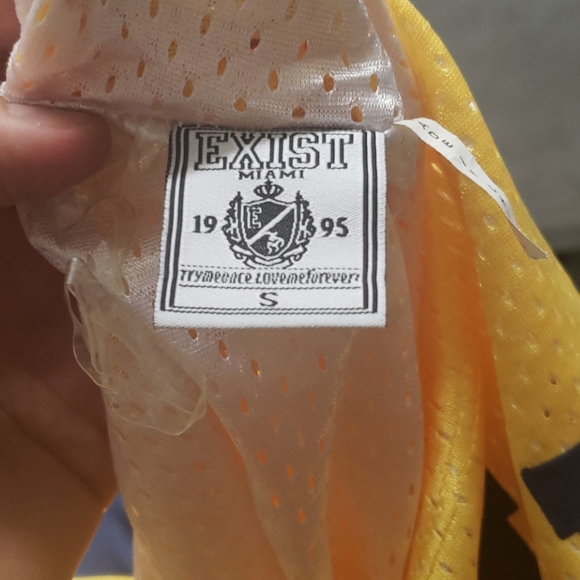 EXIST
MIAMI
19 95
E
Trymeonce Lovemeforever!
S